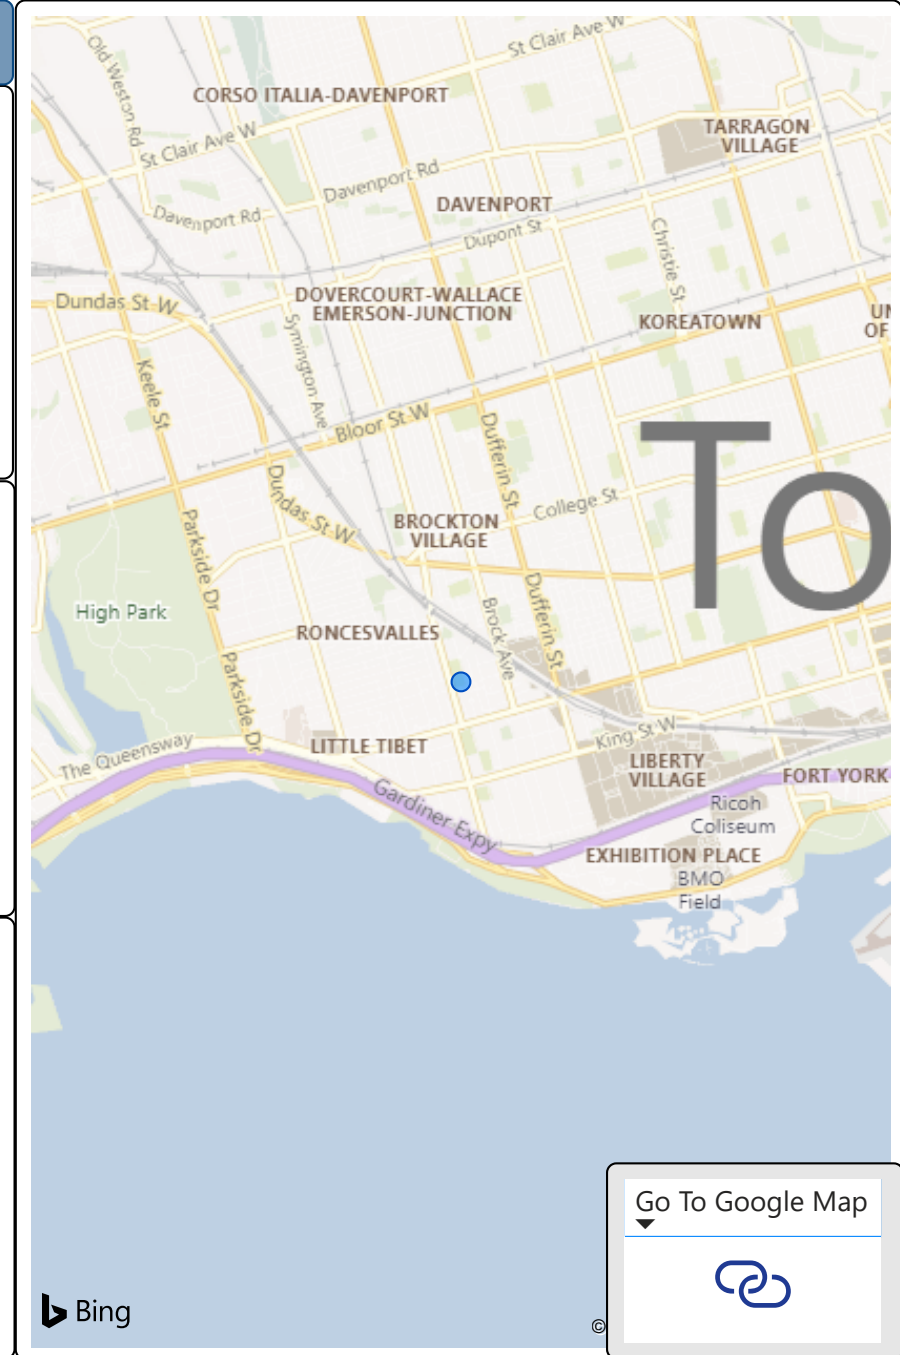 St Clair Ave W
Old Weston Rd
CORSO ITALIA-DAVENPORT
TARRAGON
VILLAGE
St Clair Ave W
Davenport Rd
DAVENPORT
Davenport Rd
Dupont St
Christie St
Dundas St W
DOVERCOURT-WALLACE
EMERSON-JUNCTION
KOREATOWN
UN
OF
Symington Ave
Keele St
Bloor St W
Dufferin St
To
Dundas St W
College St
BROCKTON
VILLAGE
Parkside Dr
High Park
Brock Ave
Dufferin St
RONCESVALLES
Parkside Dr
The Queensway
LITTLE TIBET
King St W
LIBERTY
VILLAGE
FORT YORK
Gardiner Expy
Ricoh
Coliseum
EXHIBITION PLACE
BMO
Field
Go To Google Map
Bing
©